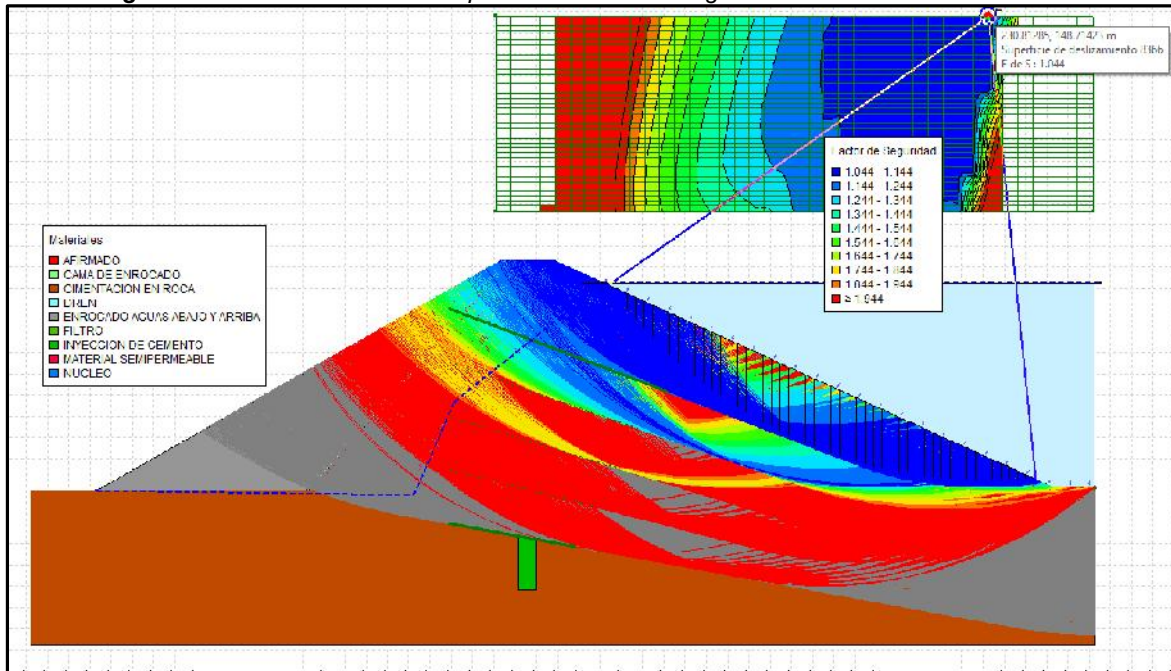 Superficie de deslizamiento
F de S : 1.044
Factor de Seguridad
1.044 - 1.144
1.144 - 1.244
1.244 - 1.344
1.344 - 1.444
1.444 - 1.544
1.544 - 1.644
1.644 - 1.744
1.744 - 1.844
1.844 - 1.944
≥ 1.944
Materiales
AFIRMADO
CAMA DE ENROCADO
CIMENTACION EN ROCA
DREN
ENROCADO AGUAS ABAJO Y ARRIBA
FILTRO
INYECCION DE CEMENTO
MATERIAL SEMIFERMEABLE
NUCLEO